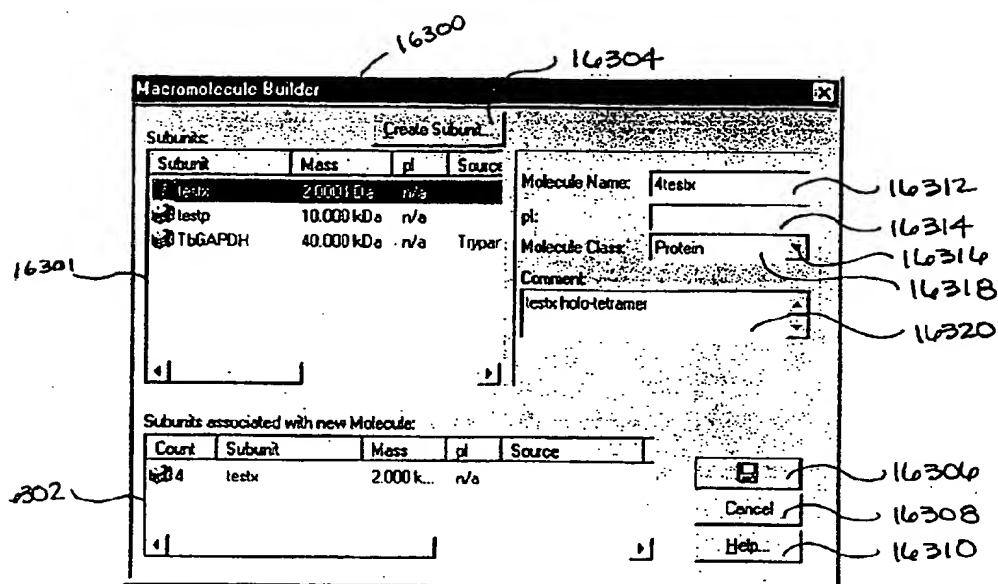 16300
16304
Macromolecule Builder
Subunits:
Create Subunit...
Subunit Mass pI Source
testx 2.000 kDa n/a
testp 10.000 kDa n/a
TbGAPDH 40.000 kDa n/a Trypar
16301
Molecule Name: 4testx
16312
pI:
16314
Molecule Class: Protein
16316
16318
Comment:
testx holo-tetramer
16320
Subunits associated with new Molecule:
Count Subunit Mass pI Source
4 testx 2.000 k... n/a
6302
16306
Cancel
16308
Help...
16310